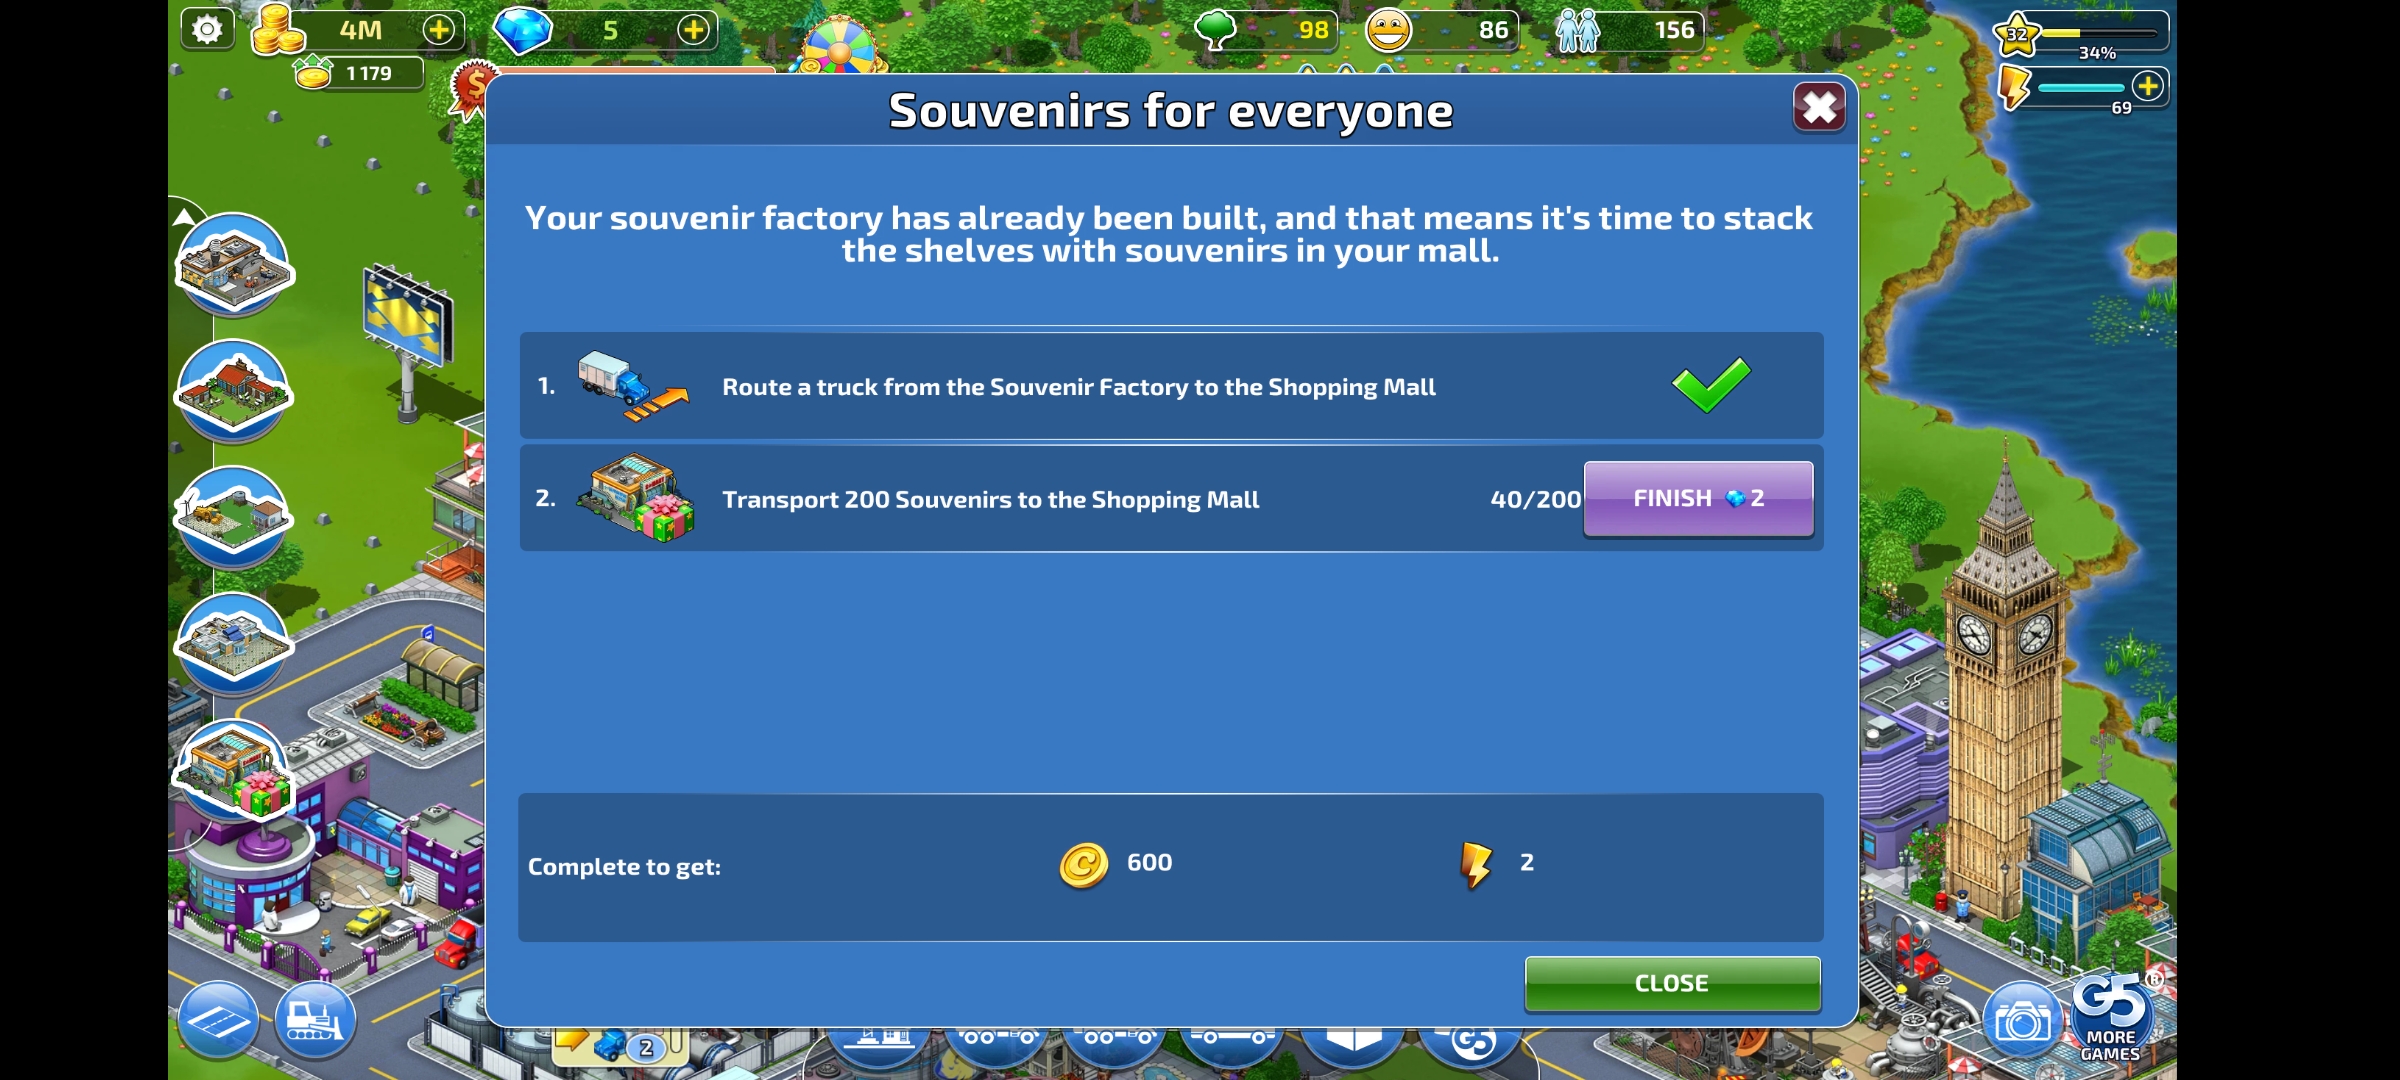 4M
5
98
86
156
32
34%
1 179
69
Souvenirs for everyone
Your souvenir factory has already been built, and that means it's time to stack
the shelves with souvenirs in your mall.
1. Route a truck from the Souvenir Factory to the Shopping Mall
2. Transport 200 Souvenirs to the Shopping Mall 40/200 FINISH 2
Complete to get: 600 2
CLOSE
2
G5
G5®
MORE
GAMES